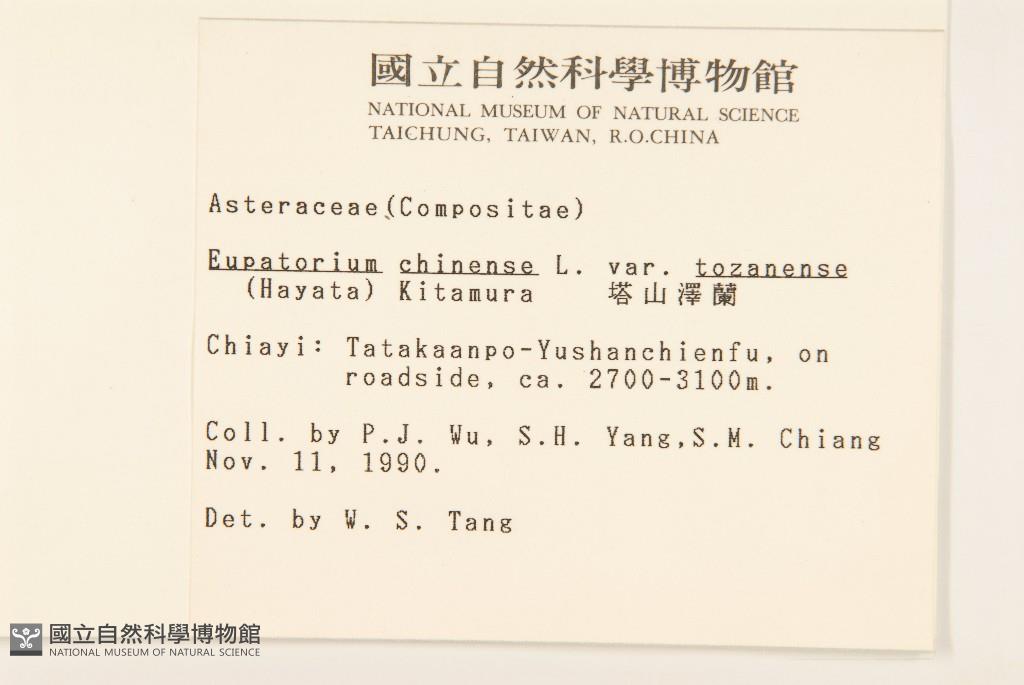 國立自然科學博物館
NATIONAL MUSEUM OF NATURAL SCIENCE
TAICHUNG, TAIWAN, R.O.CHINA
Asteraceae(Compositae)
Eupatorium chinense L. var. tozanense
(Hayata) Kitamura 塔山澤蘭
Chiayi: Tatakaanpo-Yushanchienfu, on
roadside, ca. 2700-3100m.
Coll. by P.J. Wu, S.H. Yang,S.M. Chiang
Nov. 11, 1990.
Det. by W. S. Tang
國立自然科學博物館
NATIONAL MUSEUM OF NATURAL SCIENCE